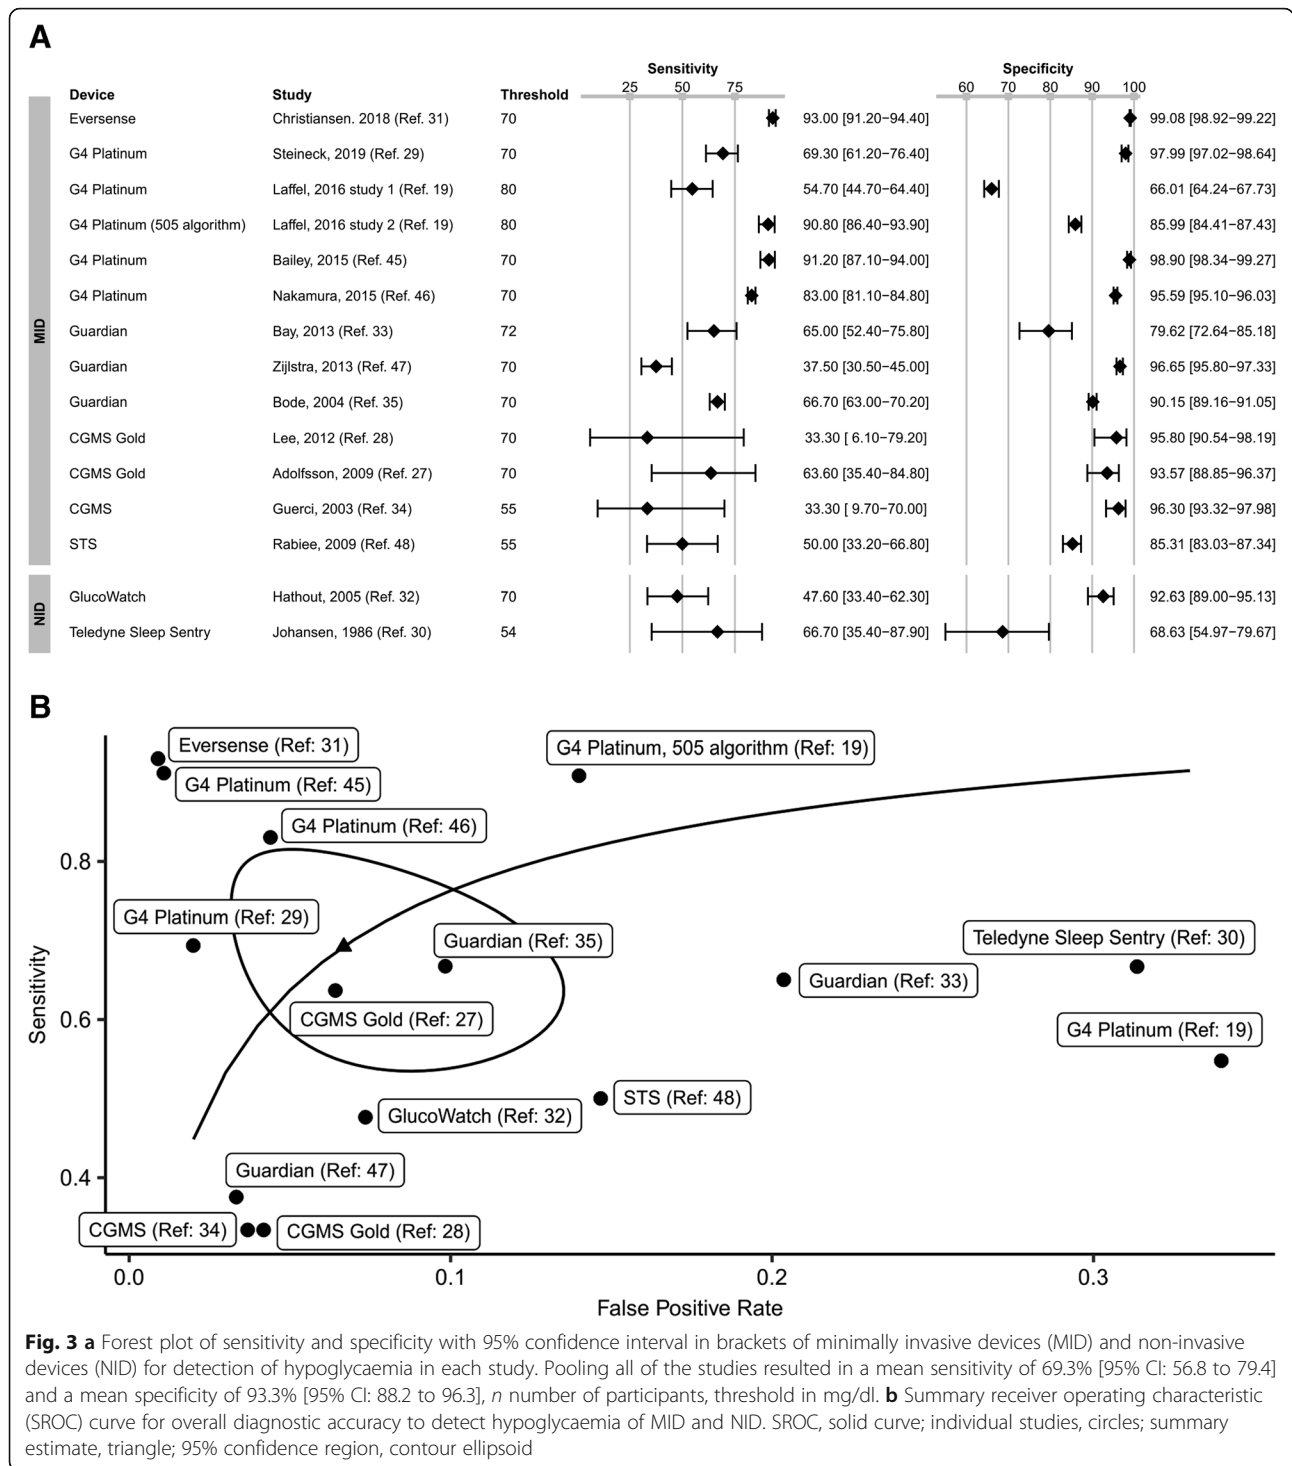 A
Sensitivity Specificity
Device Study Threshold 25 50 75 60 70 80 90 100
MID
Eversense Christiansen. 2018 (Ref. 31) 70 93.00 [91.20−94.40] 99.08 [98.92−99.22]
G4 Platinum Steineck, 2019 (Ref. 29) 70 69.30 [61.20−76.40] 97.99 [97.02−98.64]
G4 Platinum Laffel, 2016 study 1 (Ref. 19) 80 54.70 [44.70−64.40] 66.01 [64.24−67.73]
G4 Platinum (505 algorithm) Laffel, 2016 study 2 (Ref. 19) 80 90.80 [86.40−93.90] 85.99 [84.41−87.43]
G4 Platinum Bailey, 2015 (Ref. 45) 70 91.20 [87.10−94.00] 98.90 [98.34−99.27]
G4 Platinum Nakamura, 2015 (Ref. 46) 70 83.00 [81.10−84.80] 95.59 [95.10−96.03]
Guardian Bay, 2013 (Ref. 33) 72 65.00 [52.40−75.80] 79.62 [72.64−85.18]
Guardian Zijlstra, 2013 (Ref. 47) 70 37.50 [30.50−45.00] 96.65 [95.80−97.33]
Guardian Bode, 2004 (Ref. 35) 70 66.70 [63.00−70.20] 90.15 [89.16−91.05]
CGMS Gold Lee, 2012 (Ref. 28) 70 33.30 [ 6.10−79.20] 95.80 [90.54−98.19]
CGMS Gold Adolfsson, 2009 (Ref. 27) 70 63.60 [35.40−84.80] 93.57 [88.85−96.37]
CGMS Guerci, 2003 (Ref. 34) 55 33.30 [ 9.70−70.00] 96.30 [93.32−97.98]
STS Rabiee, 2009 (Ref. 48) 55 50.00 [33.20−66.80] 85.31 [83.03−87.34]
NID
GlucoWatch Hathout, 2005 (Ref. 32) 70 47.60 [33.40−62.30] 92.63 [89.00−95.13]
Teledyne Sleep Sentry Johansen, 1986 (Ref. 30) 54 66.70 [35.40−87.90] 68.63 [54.97−79.67]
B
Eversense (Ref: 31)
G4 Platinum, 505 algorithm (Ref: 19)
G4 Platinum (Ref: 45)
G4 Platinum (Ref: 46)
0.8
G4 Platinum (Ref: 29)
Guardian (Ref: 35)
Teledyne Sleep Sentry (Ref: 30)
Guardian (Ref: 33)
Sensitivity
0.6
CGMS Gold (Ref: 27)
G4 Platinum (Ref: 19)
STS (Ref: 48)
GlucoWatch (Ref: 32)
0.4
Guardian (Ref: 47)
CGMS (Ref: 34)
CGMS Gold (Ref: 28)
0.0 0.1 0.2 0.3
False Positive Rate
Fig. 3 a Forest plot of sensitivity and specificity with 95% confidence interval in brackets of minimally invasive devices (MID) and non-invasive
devices (NID) for detection of hypoglycaemia in each study. Pooling all of the studies resulted in a mean sensitivity of 69.3% [95% CI: 56.8 to 79.4]
and a mean specificity of 93.3% [95% CI: 88.2 to 96.3], n number of participants, threshold in mg/dl. b Summary receiver operating characteristic
(SROC) curve for overall diagnostic accuracy to detect hypoglycaemia of MID and NID. SROC, solid curve; individual studies, circles; summary
estimate, triangle; 95% confidence region, contour ellipsoid